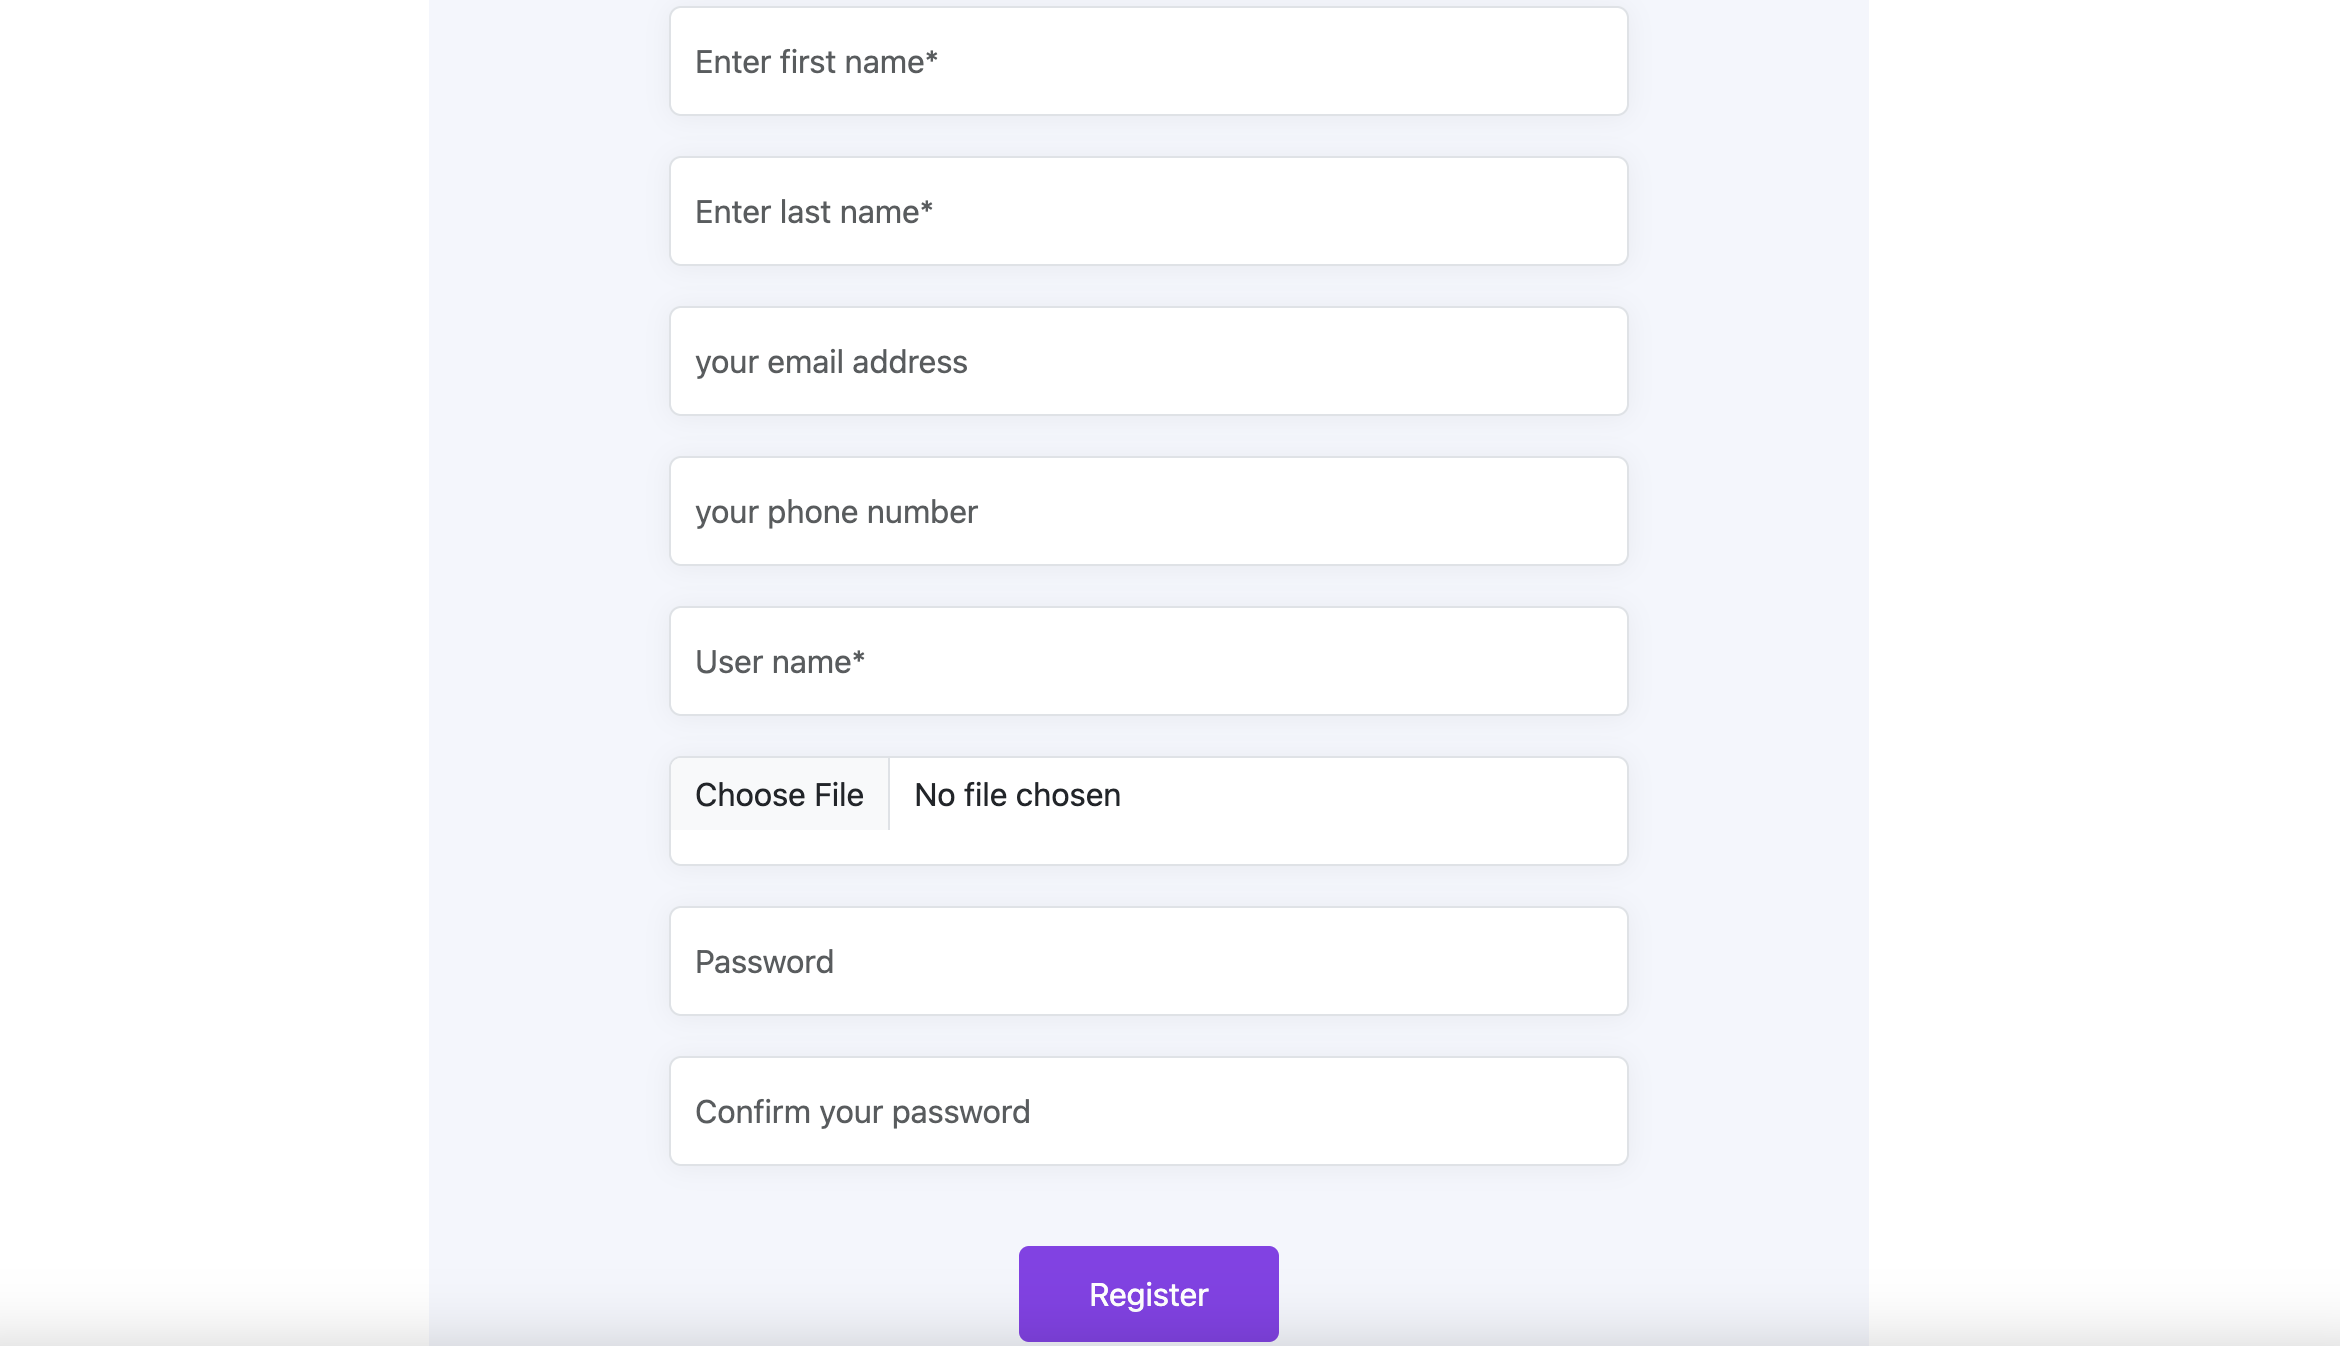 Enter first name*
Enter last name*
your email address
your phone number
User name*
Choose File No file chosen
Password
Confirm your password
Register